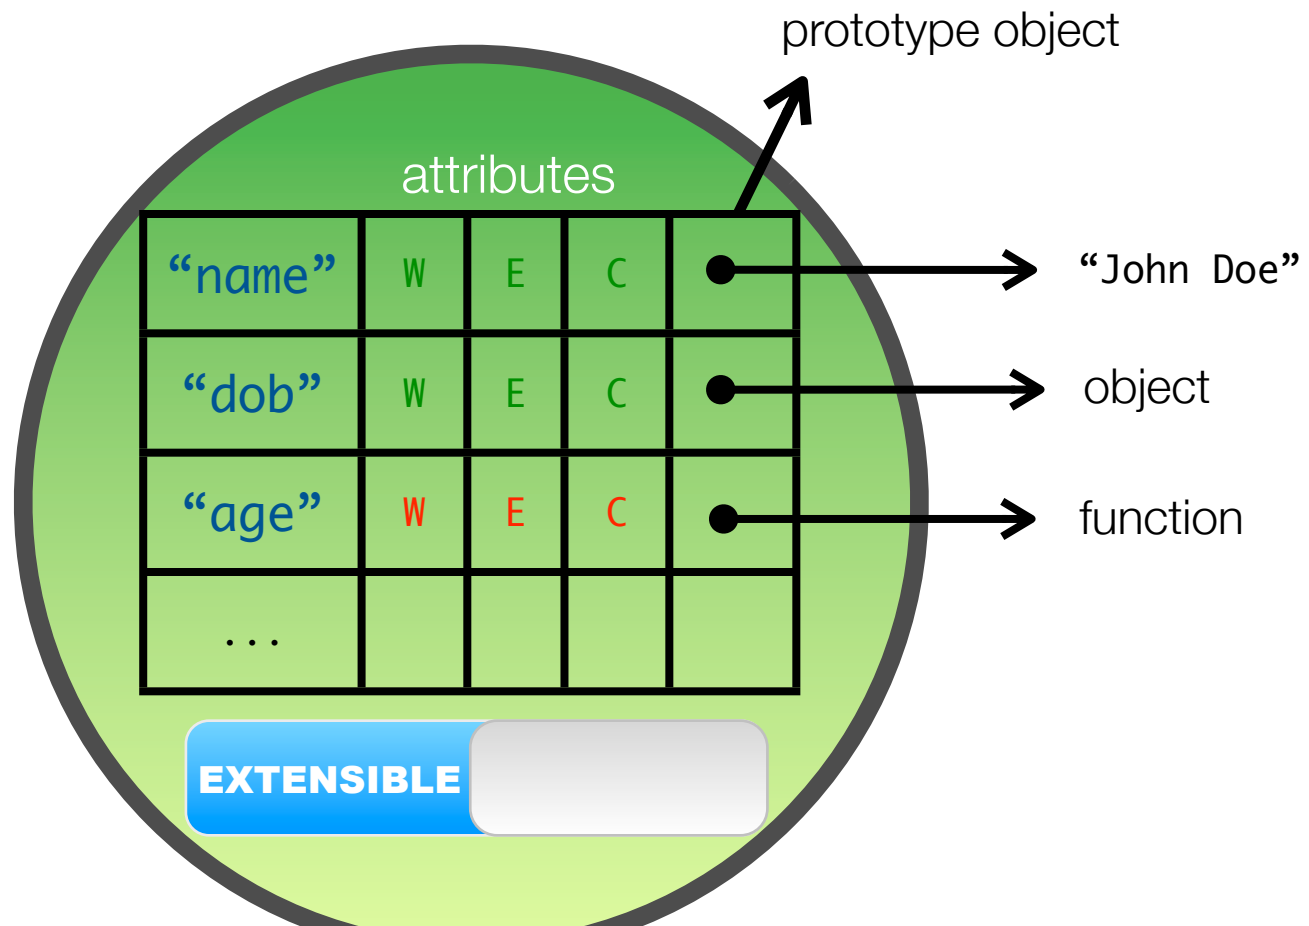 prototype object
attributes
“name” W E C “John Doe”
“dob” W E C object
“age” W E C function
...
EXTENSIBLE